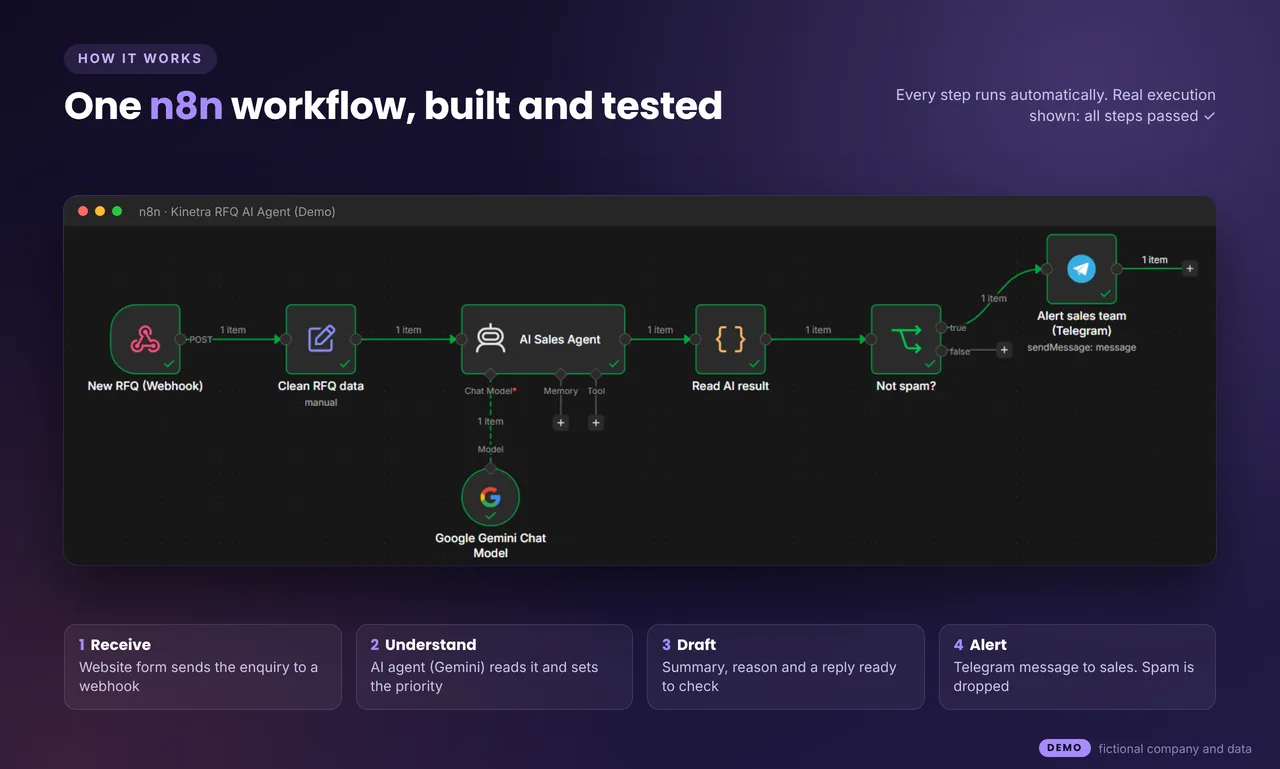 HOW IT WORKS
One n8n workflow, built and tested
Every step runs automatically. Real execution
shown: all steps passed ✓
n8n · Kinetra RFQ AI Agent (Demo)
New RFQ (Webhook)
POST
1 item
Clean RFQ data
manual
1 item
AI Sales Agent
Chat Model*
Memory
Tool
1 item
Model
Google Gemini Chat
Model
1 item
{ }
Read AI result
1 item
Not spam?
true
false
1 item
Alert sales team
(Telegram)
sendMessage: message
1 item
1 Receive
Website form sends the enquiry to a
webhook
2 Understand
AI agent (Gemini) reads it and sets
the priority
3 Draft
Summary, reason and a reply ready
to check
4 Alert
Telegram message to sales. Spam is
dropped
DEMO fictional company and data